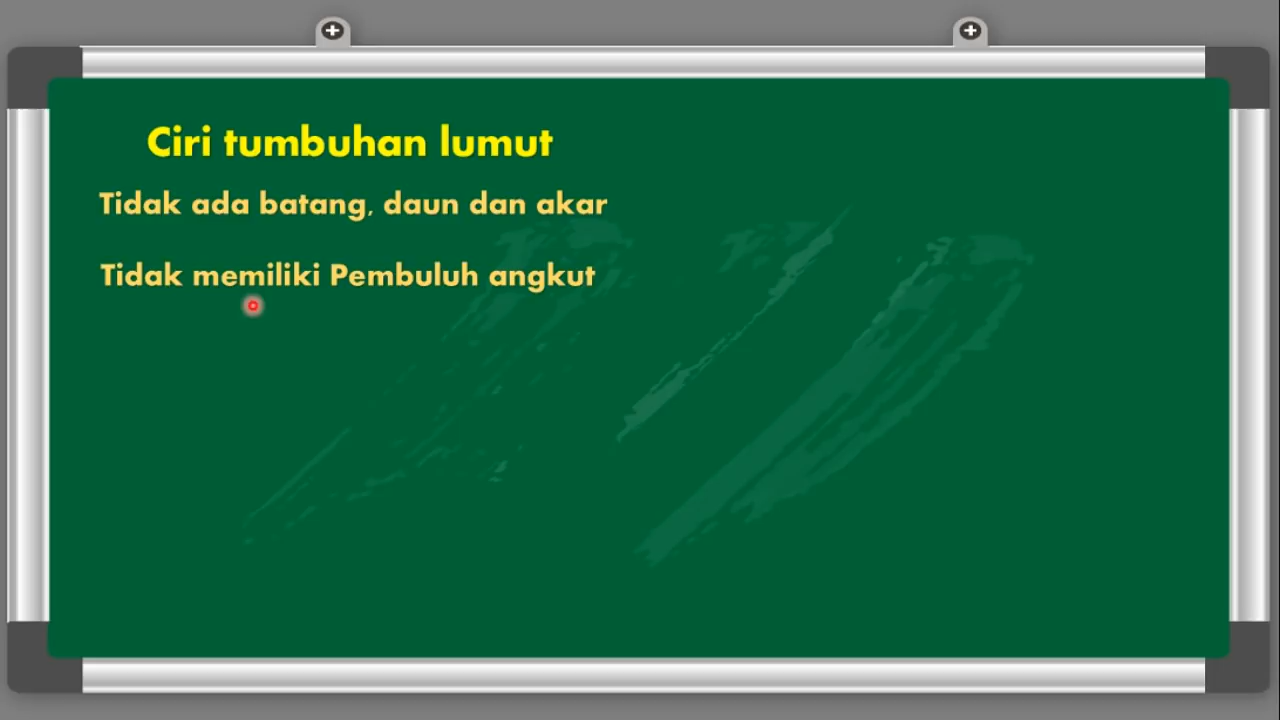 Ciri tumbuhan lumut
Tidak ada batang, daun dan akar
Tidak memiliki Pembuluh angkut